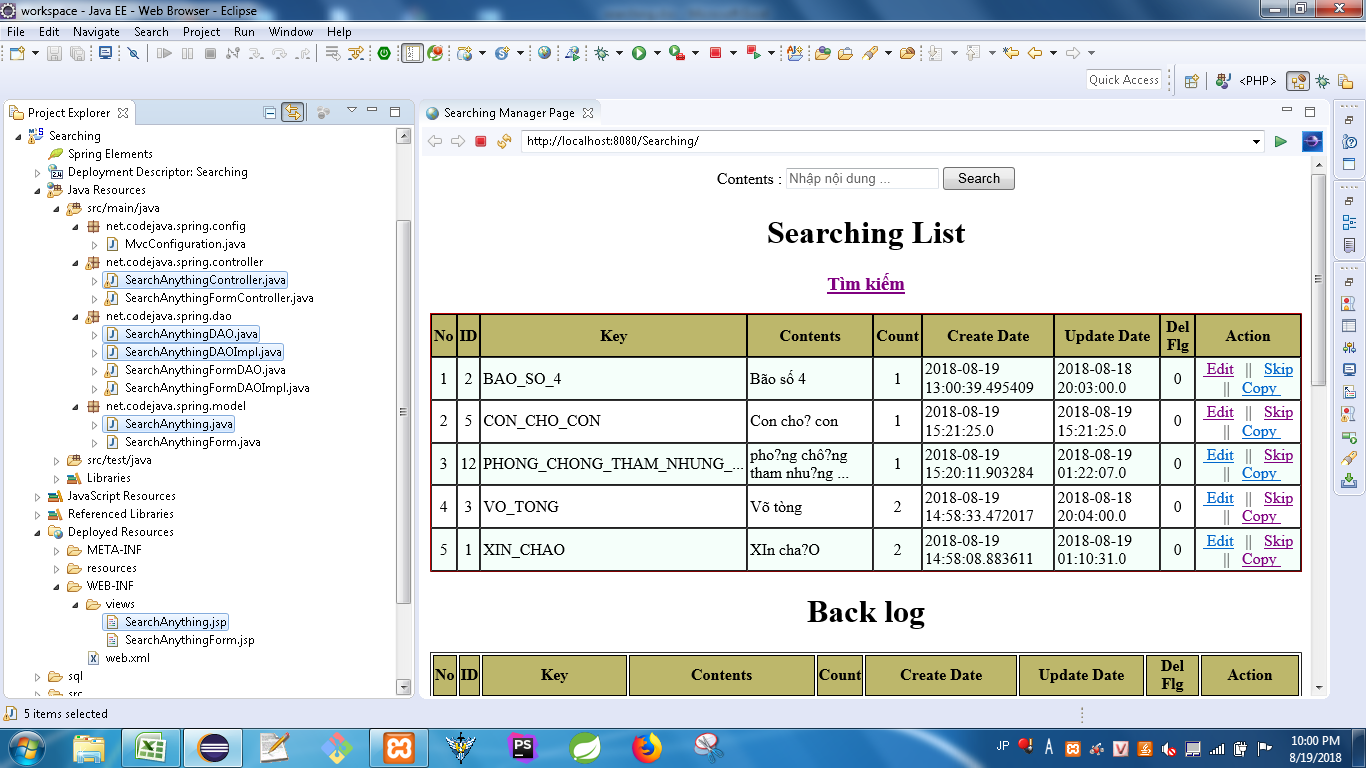 workspace - Java EE - Web Browser - Eclipse
File Edit Navigate Search Project Run Window Help
Quick Access
<PHP>
Project Explorer
Searching
Spring Elements
Deployment Descriptor: Searching
Java Resources
src/main/java
net.codejava.spring.config
MvcConfiguration.java
net.codejava.spring.controller
SearchAnythingController.java
SearchAnythingFormController.java
net.codejava.spring.dao
SearchAnythingDAO.java
SearchAnythingDAOImpl.java
SearchAnythingFormDAO.java
SearchAnythingFormDAOImpl.java
net.codejava.spring.model
SearchAnything.java
SearchAnythingForm.java
src/test/java
Libraries
JavaScript Resources
Referenced Libraries
Deployed Resources
META-INF
resources
WEB-INF
views
SearchAnything.jsp
SearchAnythingForm.jsp
web.xml
sql
src
Searching Manager Page
http://localhost:8080/Searching/
Contents : Nhập nội dung ... Search
Searching List
Tìm kiếm
No ID Key Contents Count Create Date Update Date Del Flg Action
1 2 BAO_SO_4 Bão số 4 1 2018-08-19 13:00:39.495409 2018-08-18 20:03:00.0 0 Edit || Skip || Copy
2 5 CON_CHO_CON Con cho? con 1 2018-08-19 15:21:25.0 2018-08-19 15:21:25.0 0 Edit || Skip || Copy
3 12 PHONG_CHONG_THAM_NHUNG_... pho?ng chô?ng tham nhu?ng ... 1 2018-08-19 15:20:11.903284 2018-08-19 01:22:07.0 0 Edit || Skip || Copy
4 3 VO_TONG Võ tòng 2 2018-08-19 14:58:33.472017 2018-08-18 20:04:00.0 0 Edit || Skip || Copy
5 1 XIN_CHAO XIn cha?O 2 2018-08-19 14:58:08.883611 2018-08-18 01:10:31.0 0 Edit || Skip || Copy
Back log
No ID Key Contents Count Create Date Update Date Del Flg Action
5 items selected
JP
10:00 PM
8/19/2018